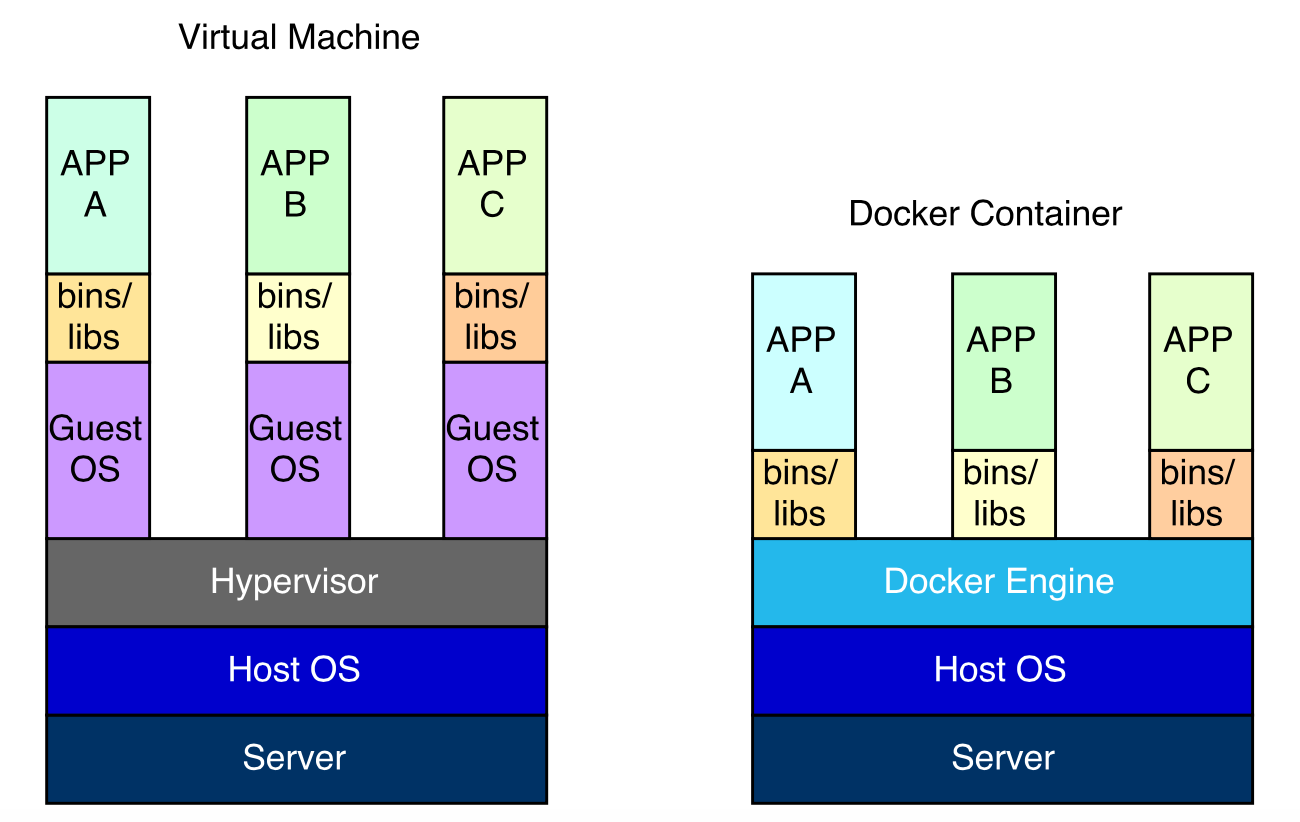 Virtual Machine
APP
A
bins/
libs
Guest
OS
APP
B
bins/
libs
Guest
OS
APP
C
bins/
libs
Guest
OS
Hypervisor
Host OS
Server
Docker Container
APP
A
bins/
libs
APP
B
bins/
libs
APP
C
bins/
libs
Docker Engine
Host OS
Server